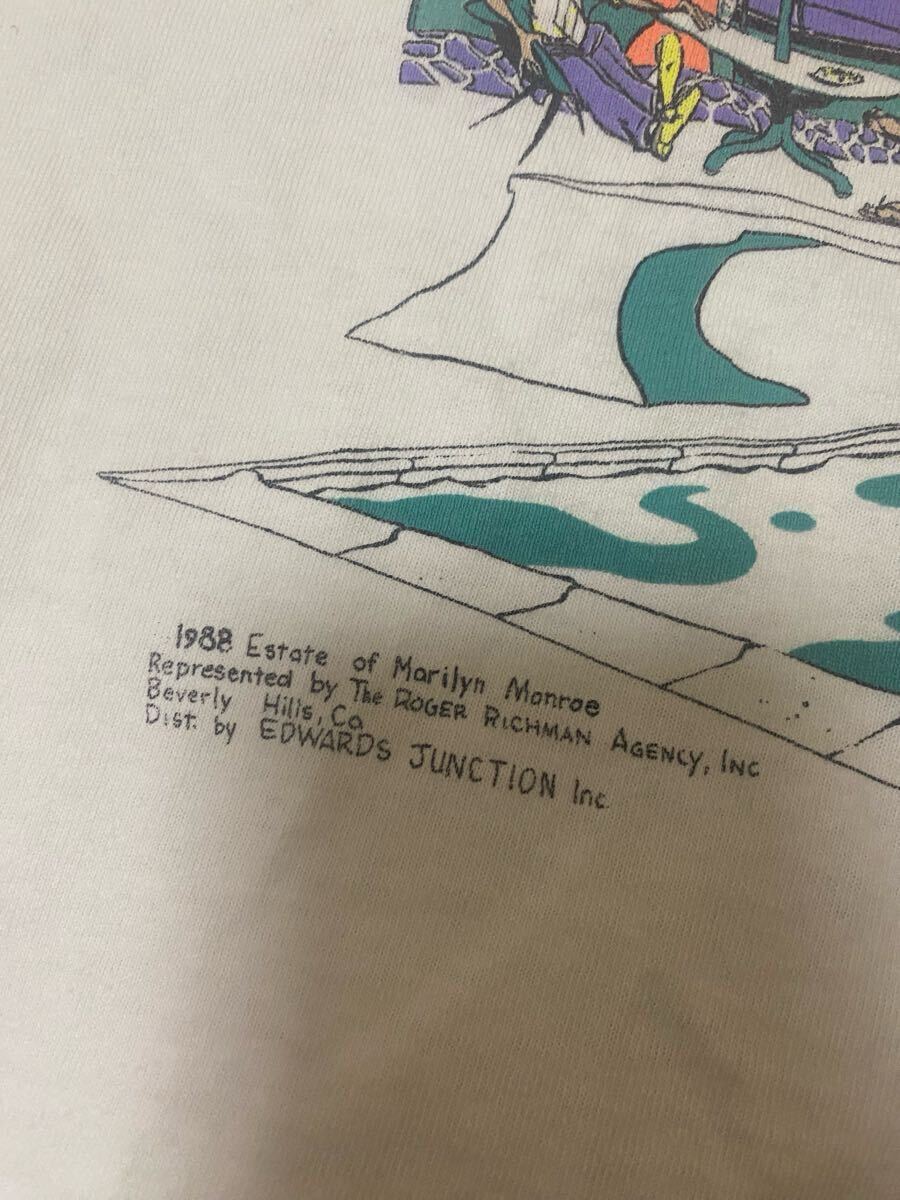 1988 Estate of Marilyn Monroe
Represented by The ROGER RICHMAN AGENCY, INC
Beverly Hills, Ca
Dist. by EDWARDS JUNCTION Inc